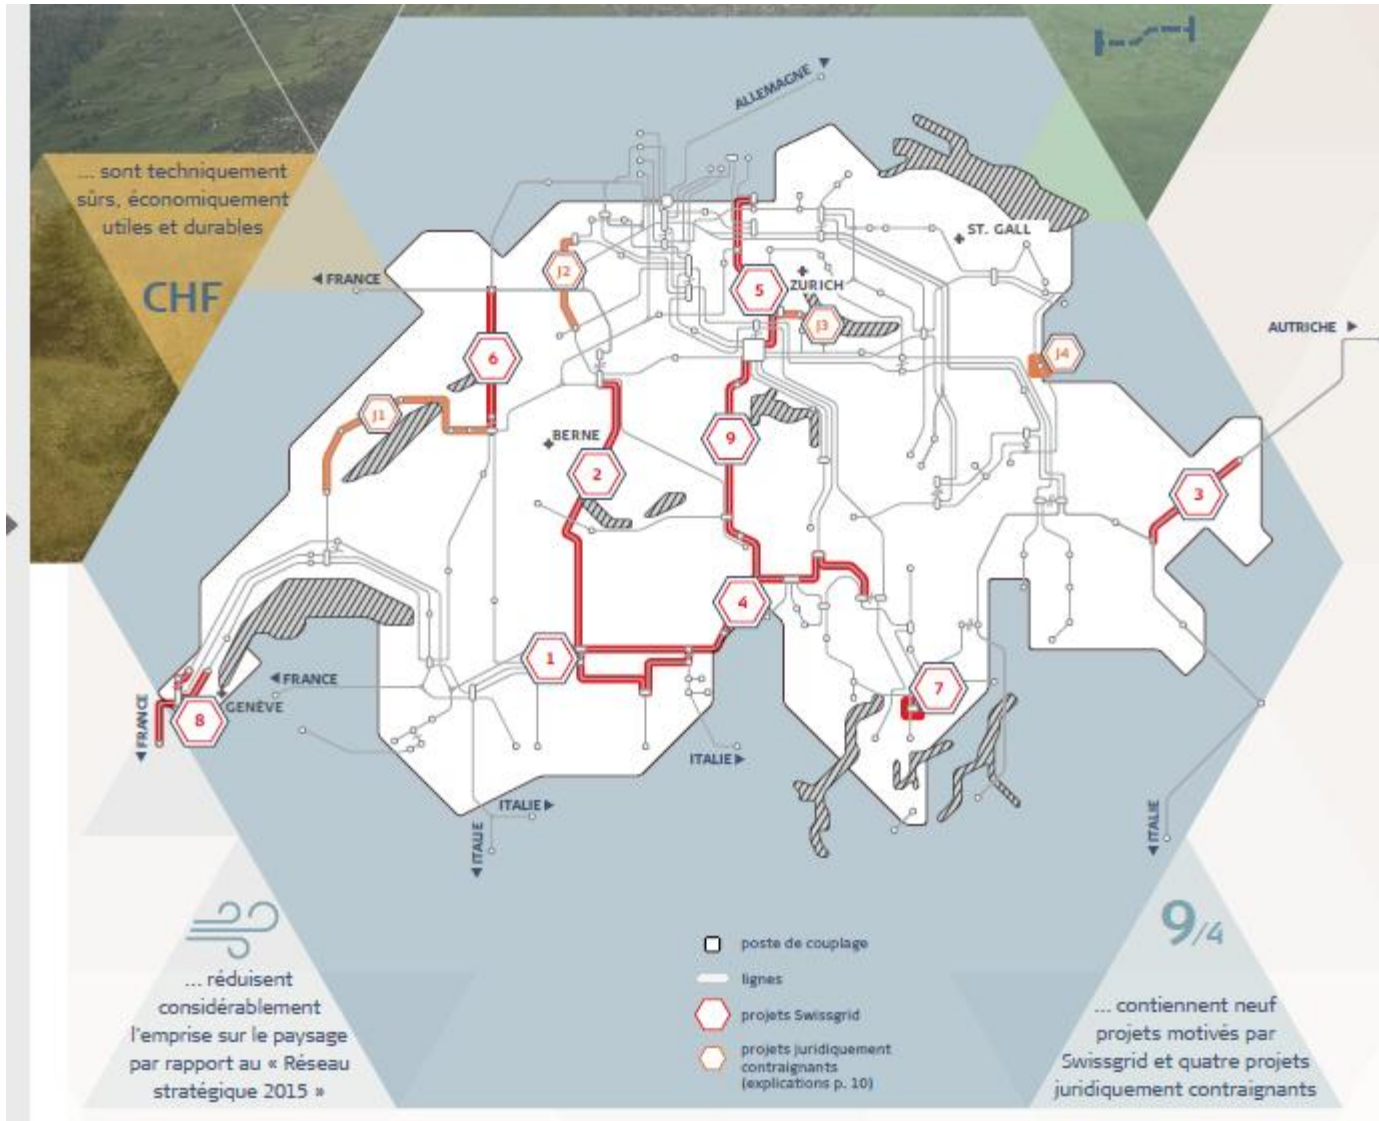 ALLEMAGNE
... sont techniquement
sûrs, économiquement
utiles et durables
CHF
FRANCE
J2
5
ZURICH
ST. GALL
J3
J4
AUTRICHE
6
J1
BERNE
2
9
3
4
1
7
8
FRANCE
GENÈVE
FRANCE
ITALIE
ITALIE
ITALIE
ITALIE
... réduisent
considérablement
l'emprise sur le paysage
par rapport au « Réseau
stratégique 2015 »
poste de couplage
lignes
projets Swissgrid
projets juridiquement
contraignants
(explications p. 10)
9/4
... contiennent neuf
projets motivés par
Swissgrid et quatre projets
juridiquement contraignants